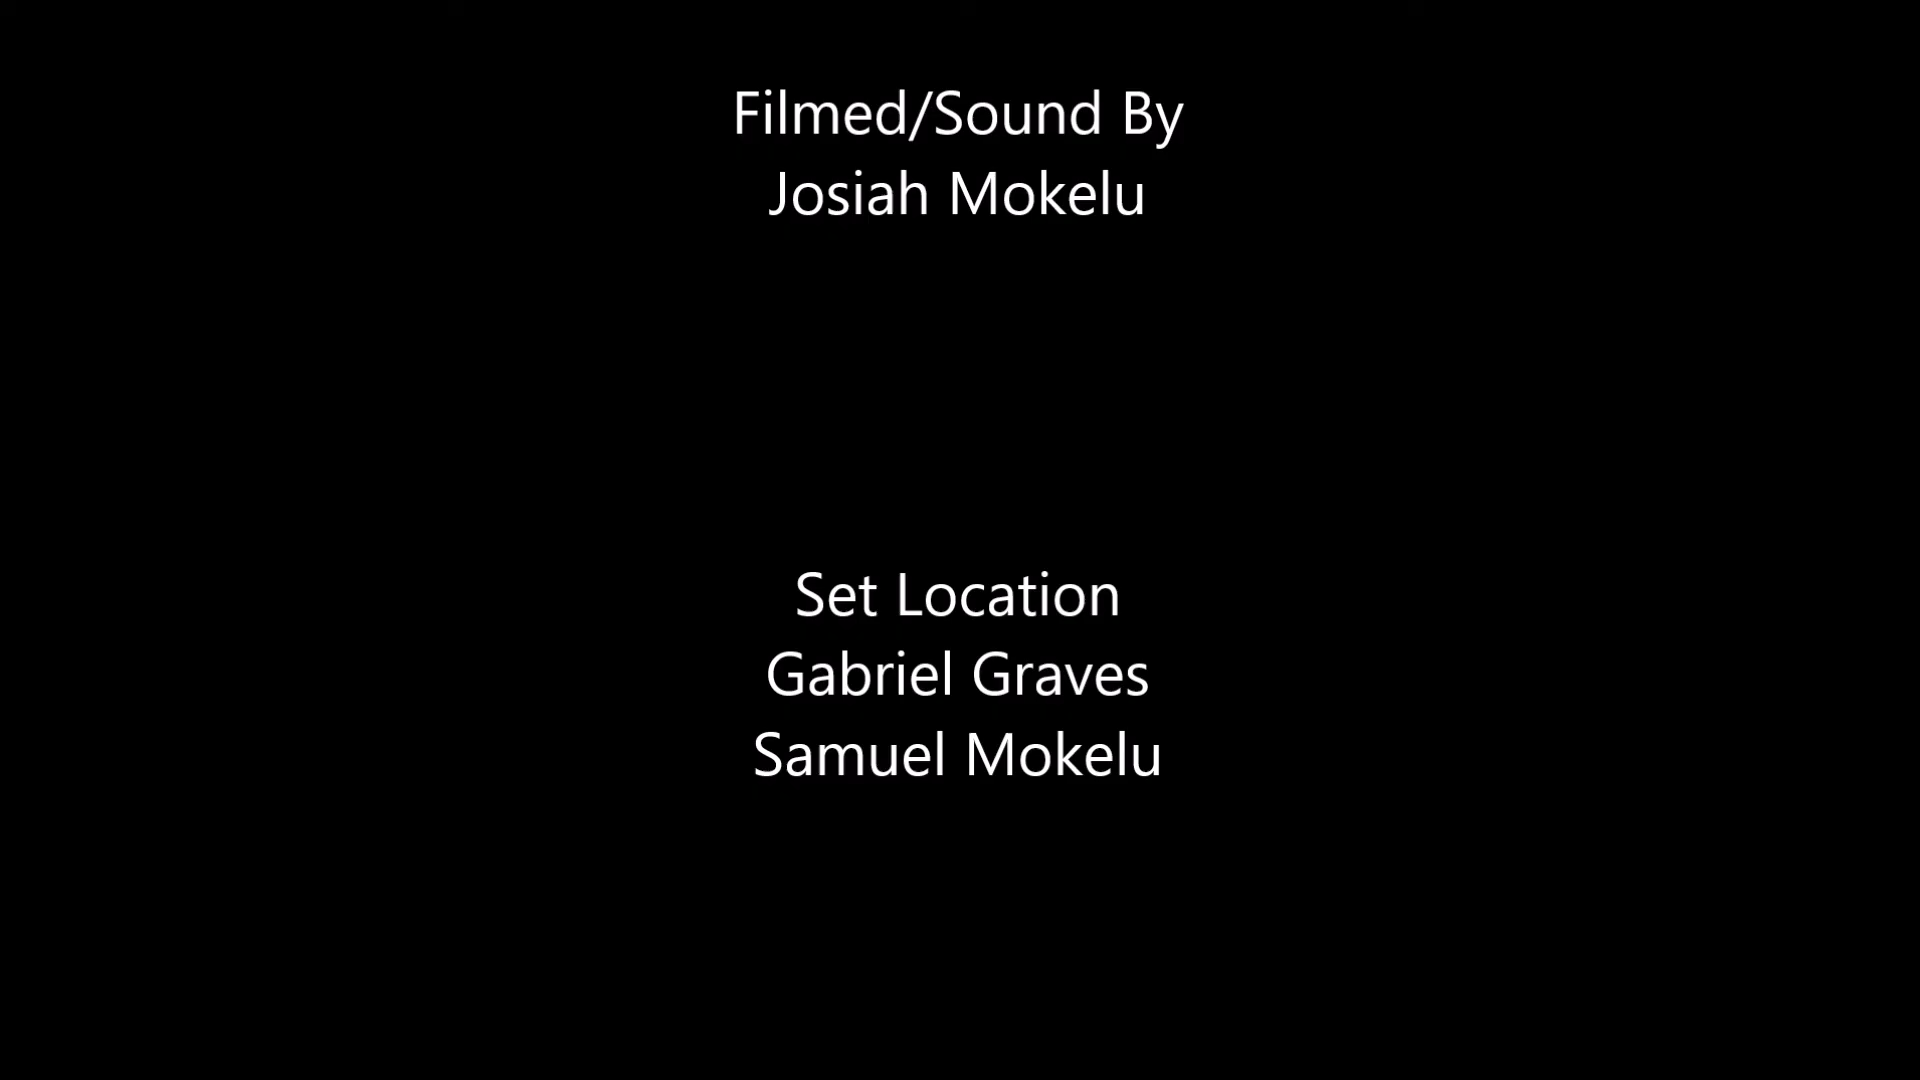 Filmed/Sound By
Josiah Mokelu
Set Location
Gabriel Graves
Samuel Mokelu